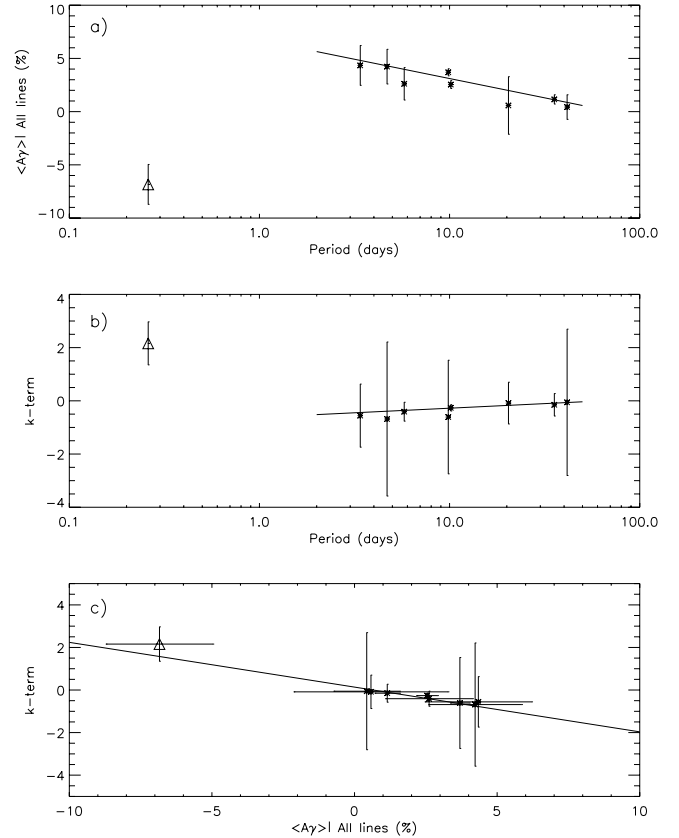 a)
10
5
0
−5
−10
<Aγ>| All lines (%)
0.1 1.0 10.0 100.0
Period (days)
b)
4
2
0
−2
−4
k−term
0.1 1.0 10.0 100.0
Period (days)
c)
4
2
0
−2
−4
k−term
−10 −5 0 5 10
<Aγ>| All lines (%)